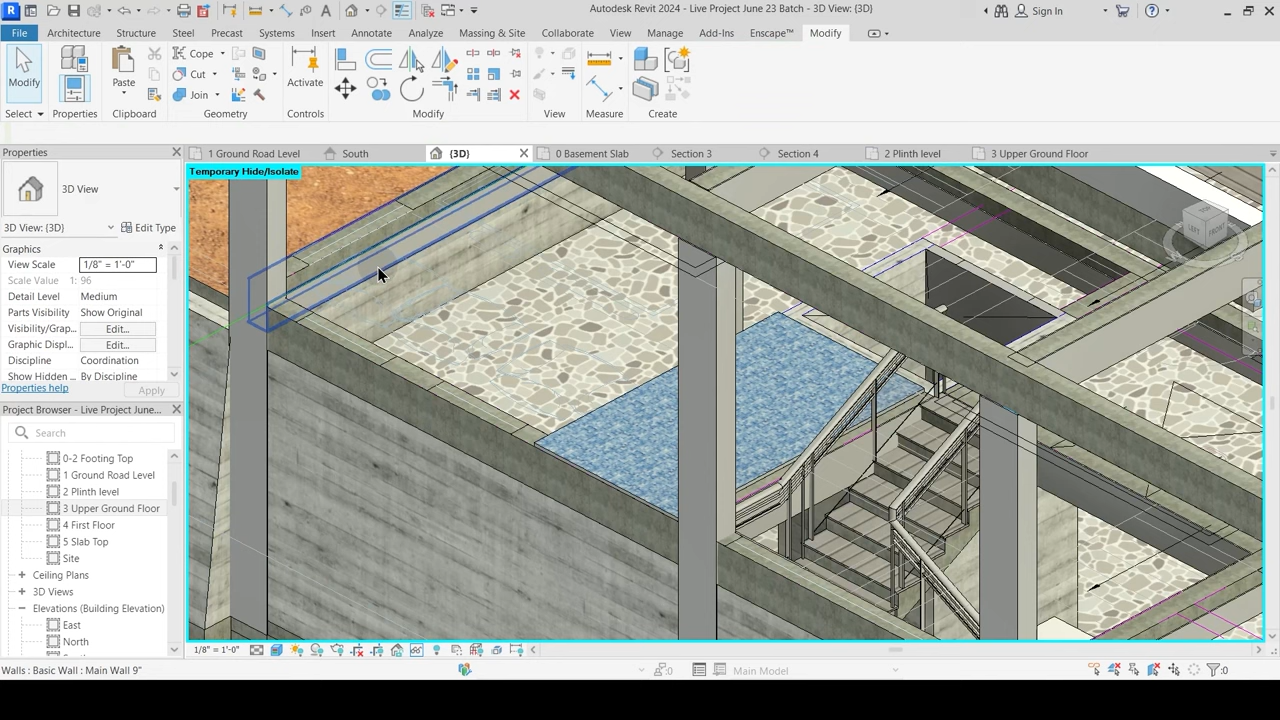 R
A
Autodesk Revit 2024 - Live Project June 23 Batch - 3D View: {3D}
Sign In
File
Architecture
Structure
Steel
Precast
Systems
Insert
Annotate
Analyze
Massing & Site
Collaborate
View
Manage
Add-Ins
Enscape™
Modify
Modify
Properties
Paste
Cope
Cut
Join
Activate
Select
Properties
Clipboard
Geometry
Controls
Modify
View
Measure
Create
Properties
1 Ground Road Level
South
{3D}
0 Basement Slab
Section 3
Section 4
2 Plinth level
3 Upper Ground Floor
Temporary Hide/Isolate
LEFT
FRONT
3D View
3D View: {3D}
Edit Type
Graphics
View Scale
1/8" = 1'-0"
Scale Value 1:
96
Detail Level
Medium
Parts Visibility
Show Original
Visibility/Grap...
Edit...
Graphic Displ...
Edit...
Discipline
Coordination
Show Hidden ...
By Discipline
Properties help
Apply
Project Browser - Live Project June...
Search
0-2 Footing Top
1 Ground Road Level
2 Plinth level
3 Upper Ground Floor
4 First Floor
5 Slab Top
Site
Ceiling Plans
3D Views
Elevations (Building Elevation)
East
North
1/8" = 1'-0"
Walls : Basic Wall : Main Wall 9"
:0
Main Model
:0